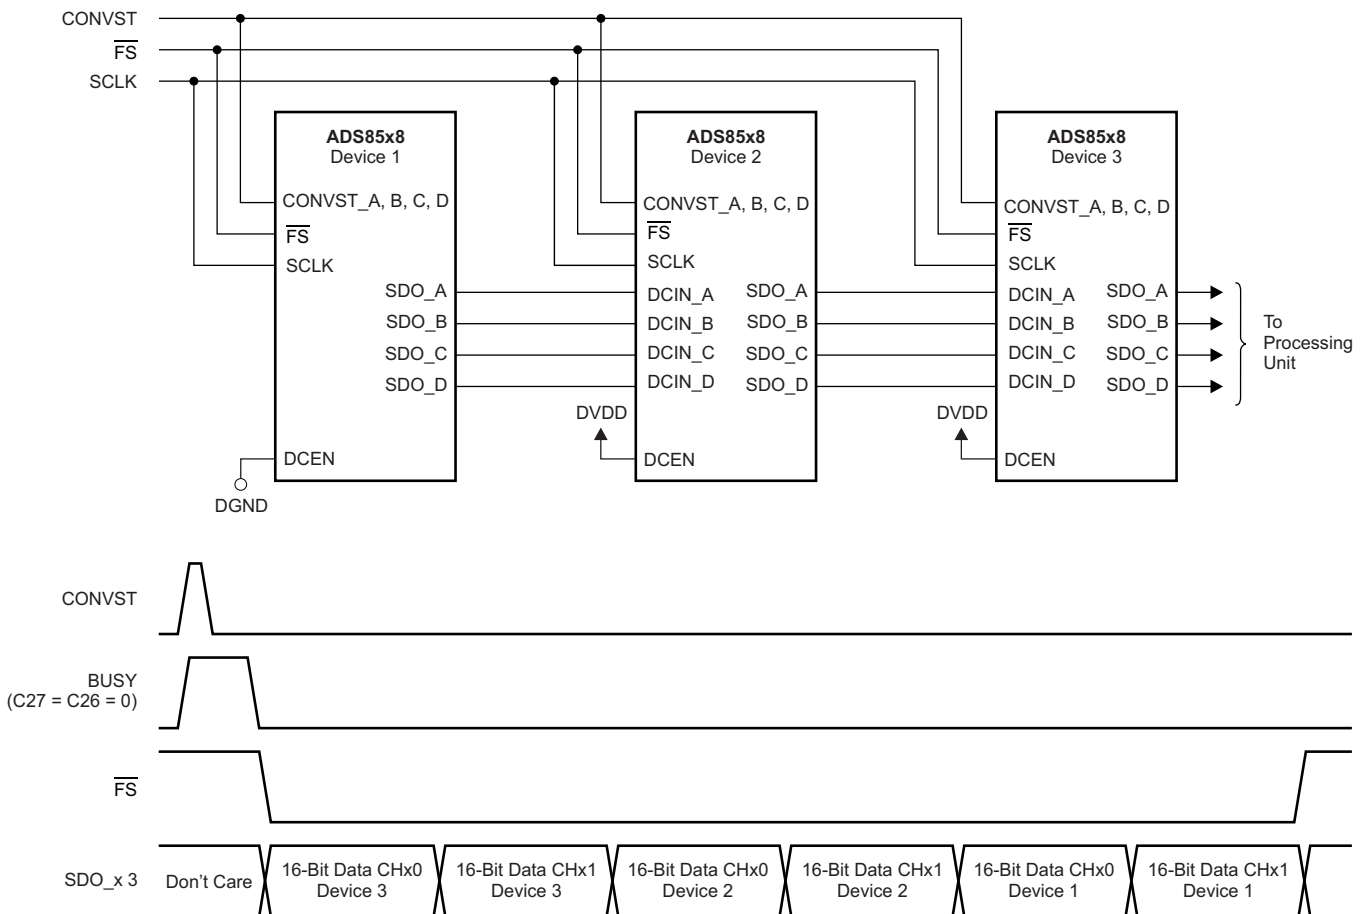 CONVST
FS
SCLK
ADS85x8
Device 1
CONVST_A, B, C, D
FS
SCLK
SDO_A
SDO_B
SDO_C
SDO_D
DCEN
DGND
ADS85x8
Device 2
CONVST_A, B, C, D
FS
SCLK
DCIN_A SDO_A
DCIN_B SDO_B
DCIN_C SDO_C
DCIN_D SDO_D
DVDD
DCEN
ADS85x8
Device 3
CONVST_A, B, C, D
FS
SCLK
DCIN_A SDO_A
DCIN_B SDO_B
DCIN_C SDO_C
DCIN_D SDO_D
DVDD
DCEN
To
Processing
Unit
CONVST
BUSY
(C27 = C26 = 0)
FS
SDO_x 3
Don't Care
16-Bit Data CHx0
Device 3
16-Bit Data CHx1
Device 3
16-Bit Data CHx0
Device 2
16-Bit Data CHx1
Device 2
16-Bit Data CHx0
Device 1
16-Bit Data CHx1
Device 1